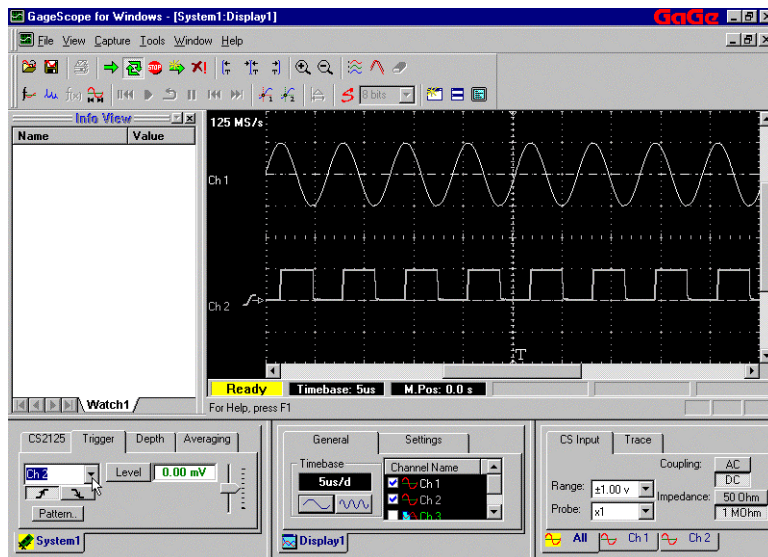 GageScope for Windows - [System1:Display1]
GaGe
File View Capture Tools Window Help
f(x)
8 bits
Info View
Name Value
125 MS/s
Ch 1
Ch 2
T
Watch1
Ready Timebase: 5us M.Pos: 0.0 s
For Help, press F1
CS2125 Trigger Depth Averaging
Ch 2
Level 0.00 mV
Pattern..
System1
General Settings
Timebase
5us/d
Channel Name
Ch 1
Ch 2
Ch 3
Display1
CS Input Trace
Coupling: AC
DC
Range: ±1.00 v
Impedance: 50 Ohm
Probe: x1
1 MOhm
All Ch 1 Ch 2